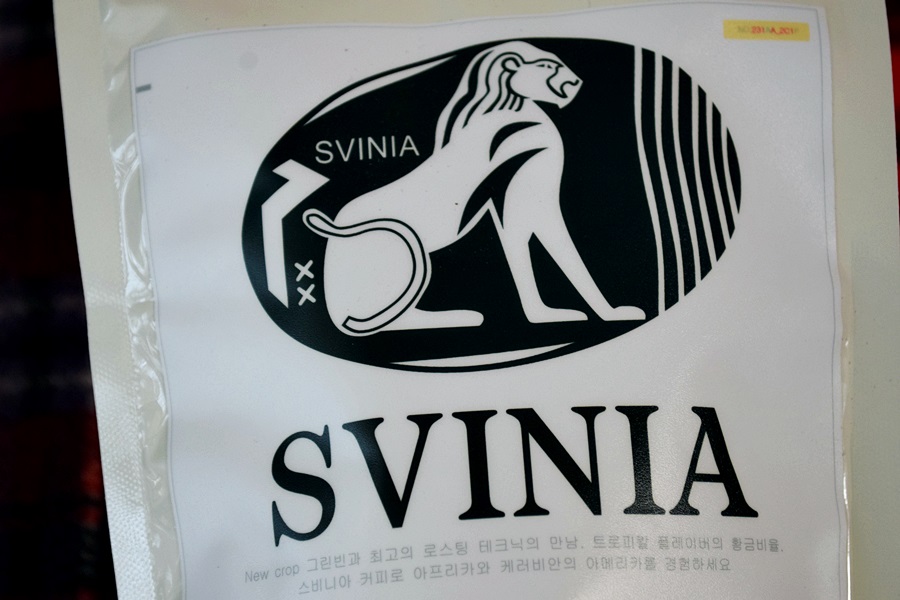 SVINIA
XX
SVINIA
New crop 그린빈과 최고의 로스팅 테크닉의 만남. 트로피칼 플레이버의 황금비율.
스비니아 커피로 아프리카와 케러비안의 아메리카를 경험하세요